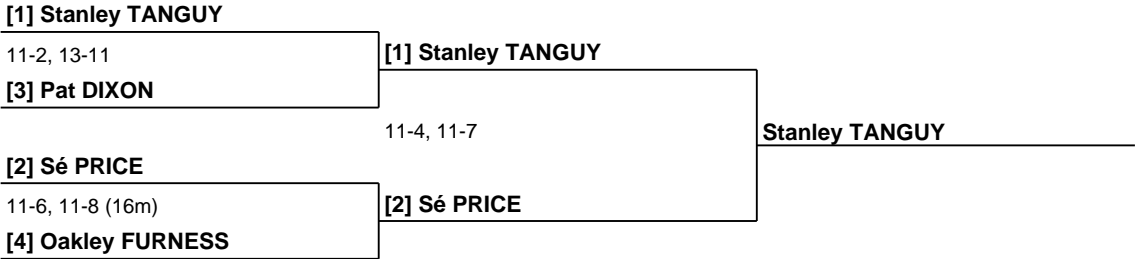 [1] Stanley TANGUY
11-2, 13-11
[1] Stanley TANGUY
[3] Pat DIXON
11-4, 11-7
Stanley TANGUY
[2] Sé PRICE
11-6, 11-8 (16m)
[2] Sé PRICE
[4] Oakley FURNESS